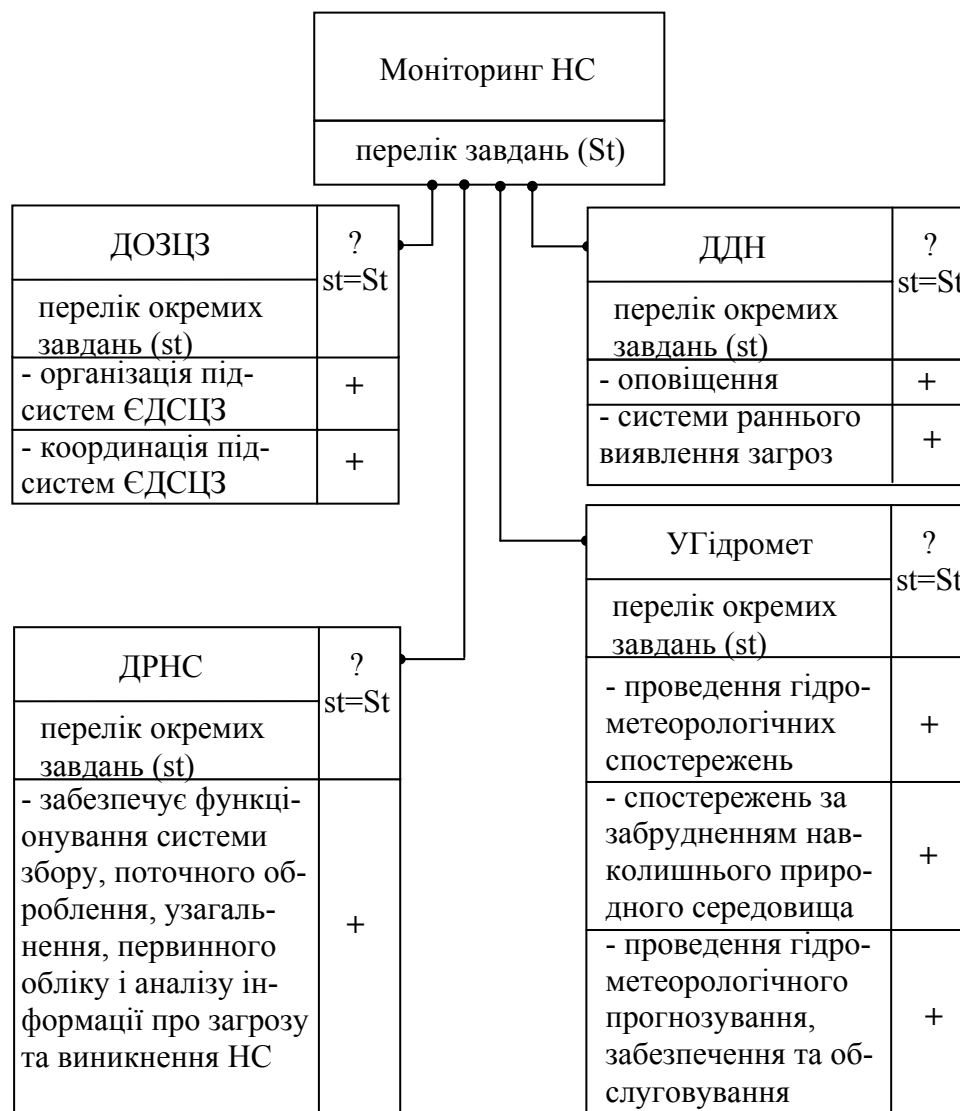 Моніторинг НС
перелік завдань (St)
ДОЗЦЗ
?
st=St
перелік окремих
завдань (st)
- організація під-
систем ЄДСЦЗ
+
- координація під-
систем ЄДСЦЗ
+
ДДН
?
st=St
перелік окремих
завдань (st)
- оповіщення
+
- системи раннього
виявлення загроз
+
УГідромет
?
st=St
перелік окремих
завдань (st)
- проведення гідро-
метеорологічних
спостережень
+
- спостережень за
забрудненням нав-
колишнього приро-
дного середовища
+
- проведення гідро-
метеорологічного
прогнозування,
забезпечення та об-
слуговування
+
ДРНС
?
st=St
перелік окремих
завдань (st)
- забезпечує функці-
онування системи
збору, поточного об-
роблення, узагаль-
нення, первинного
обліку і аналізу ін-
формації про загрозу
та виникнення НС
+